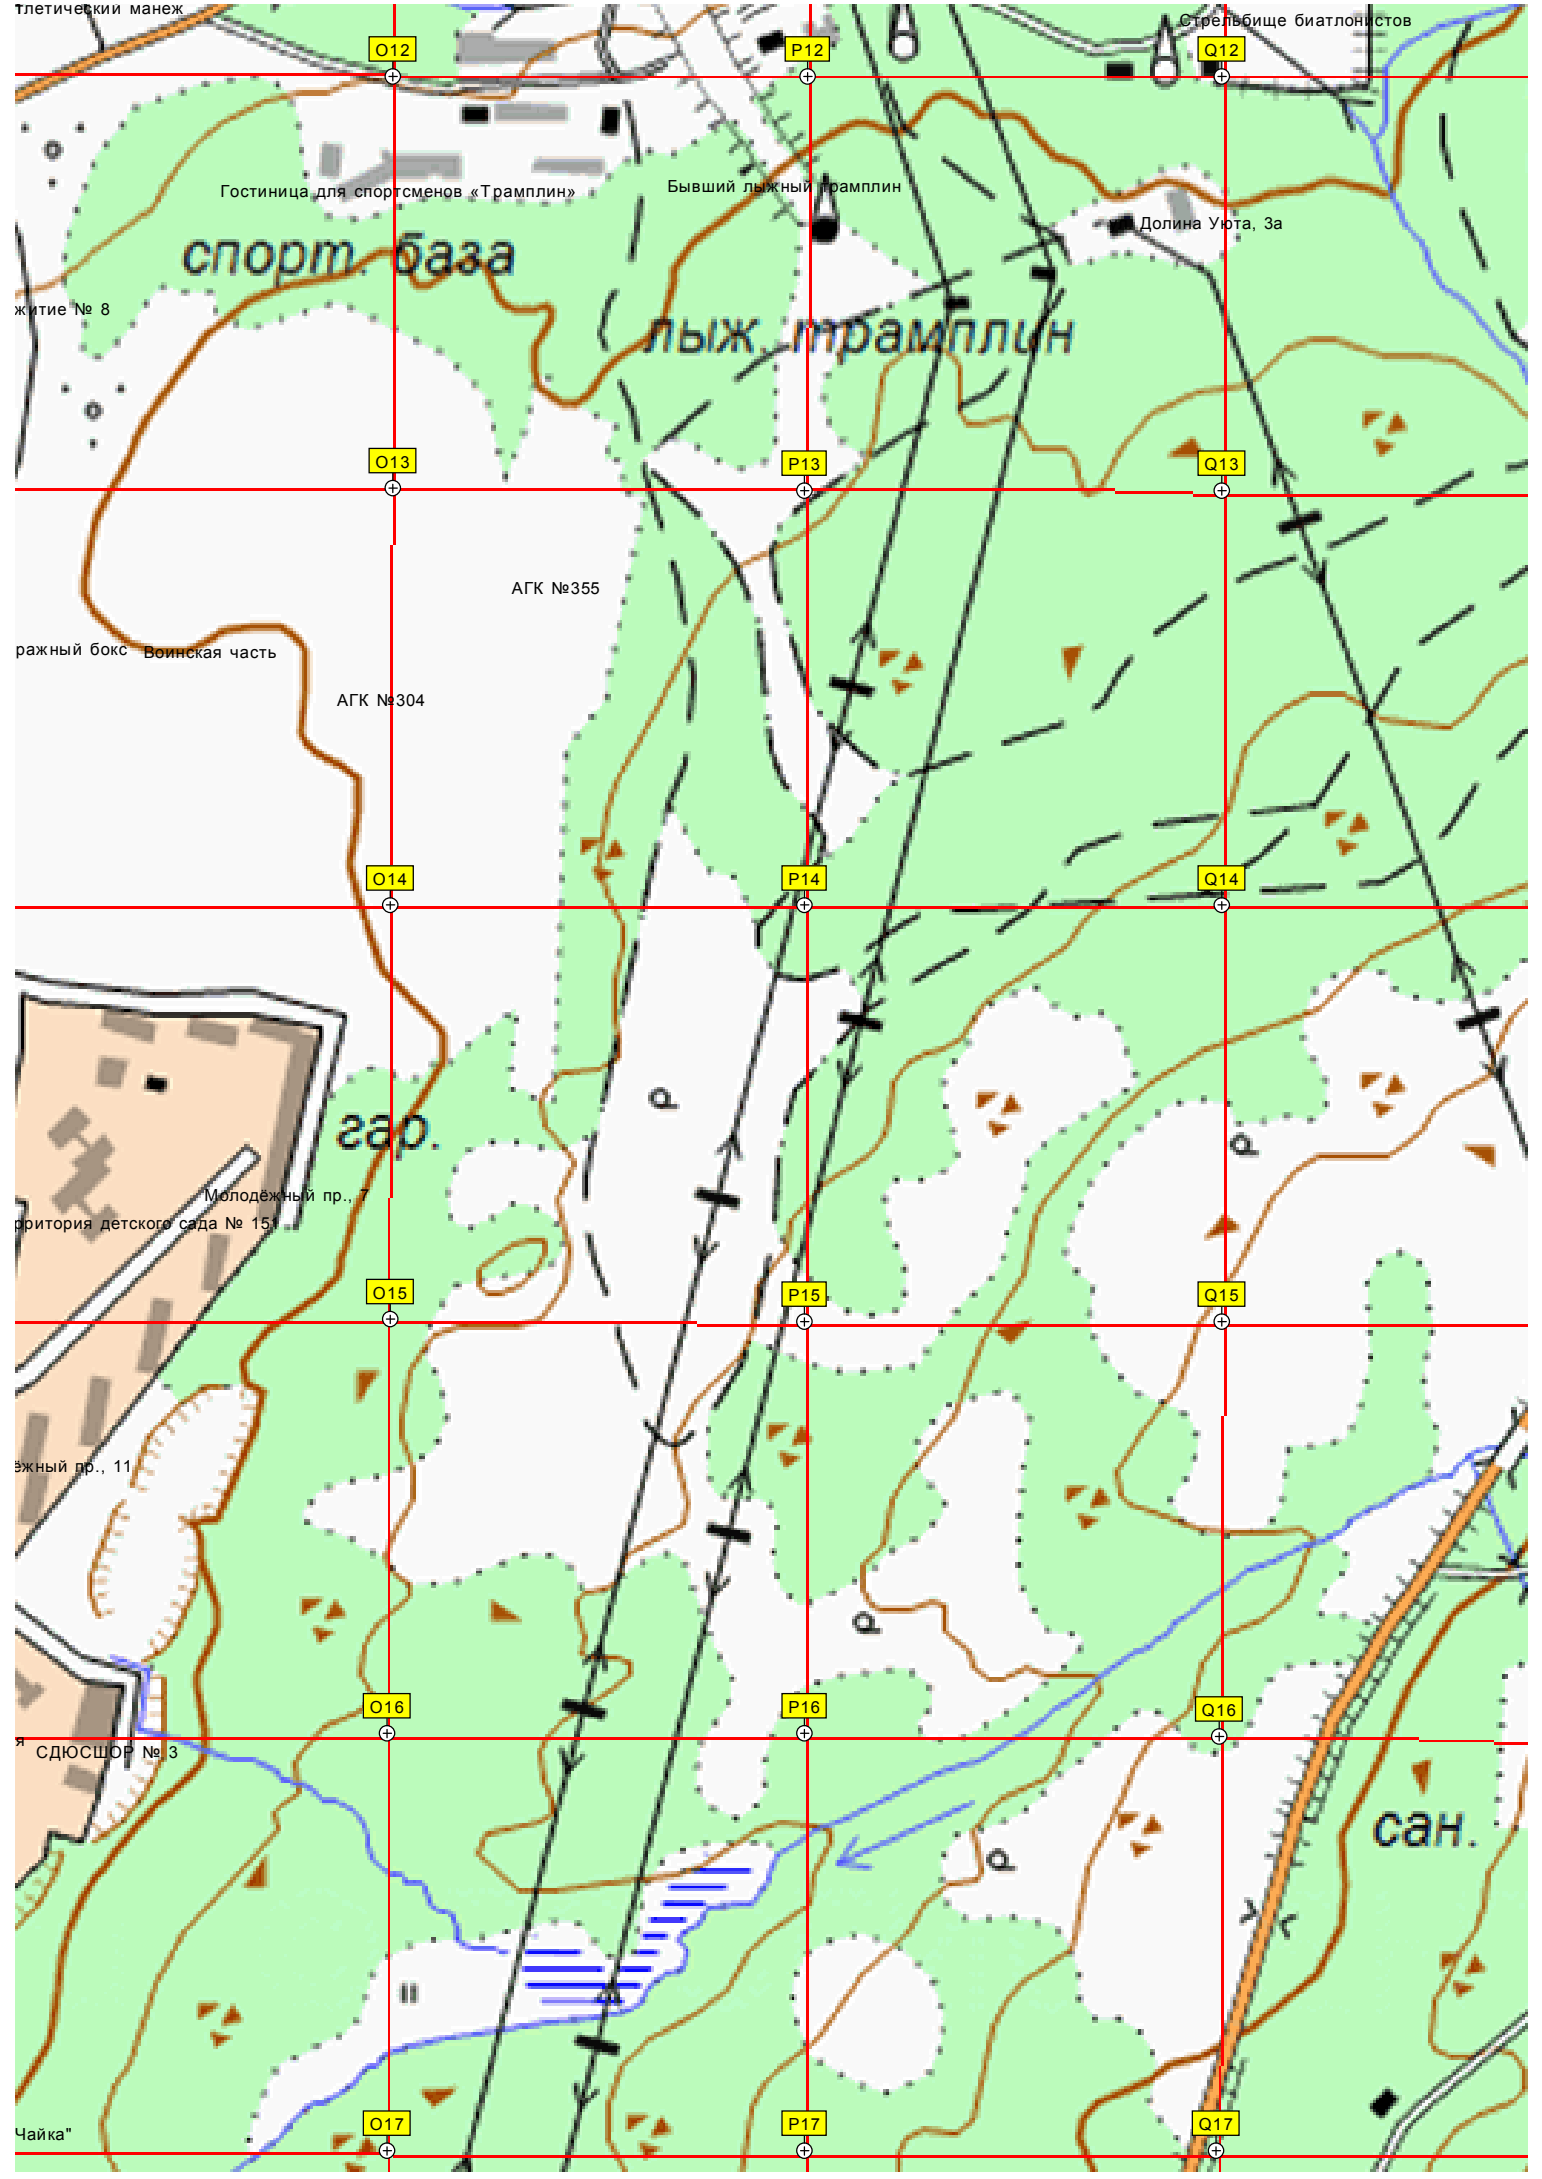 тлетический манеж
Стрельбище биатлонистов
O12
P12
Q12
Гостиница для спортсменов «Трамплин»
Бывший лыжный трамплин
Долина Уюта, 3а
спорт. база
житие № 8
лыж. трамплин
O13
P13
Q13
АГК №355
ражный бокс
Воинская часть
АГК №304
O14
P14
Q14
гар.
Молодёжный пр., 7
рритория детского сада № 151
O15
P15
Q15
ёжный пр., 11
O16
P16
Q16
я
СДЮСШОР № 3
сан.
O17
P17
Q17
Чайка"